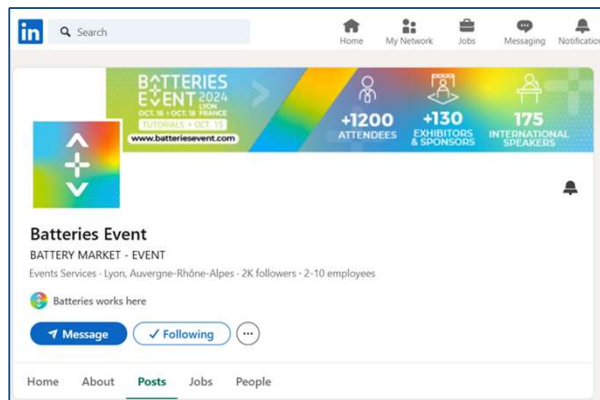 in
Search
Home
My Network
Jobs
Messaging
Notification
BATTERIES
EVENT 2024
LYON
OCT. 16 > OCT. 18 FRANCE
TUTORIALS > OCT. 15
www.batteriesevent.com
+1200
ATTENDEES
+130
EXHIBITORS
& SPONSORS
175
INTERNATIONAL
SPEAKERS
Batteries Event
BATTERY MARKET - EVENT
Events Services · Lyon, Auvergne-Rhône-Alpes · 2K followers · 2-10 employees
Batteries works here
Message
Following
Home About Posts Jobs People